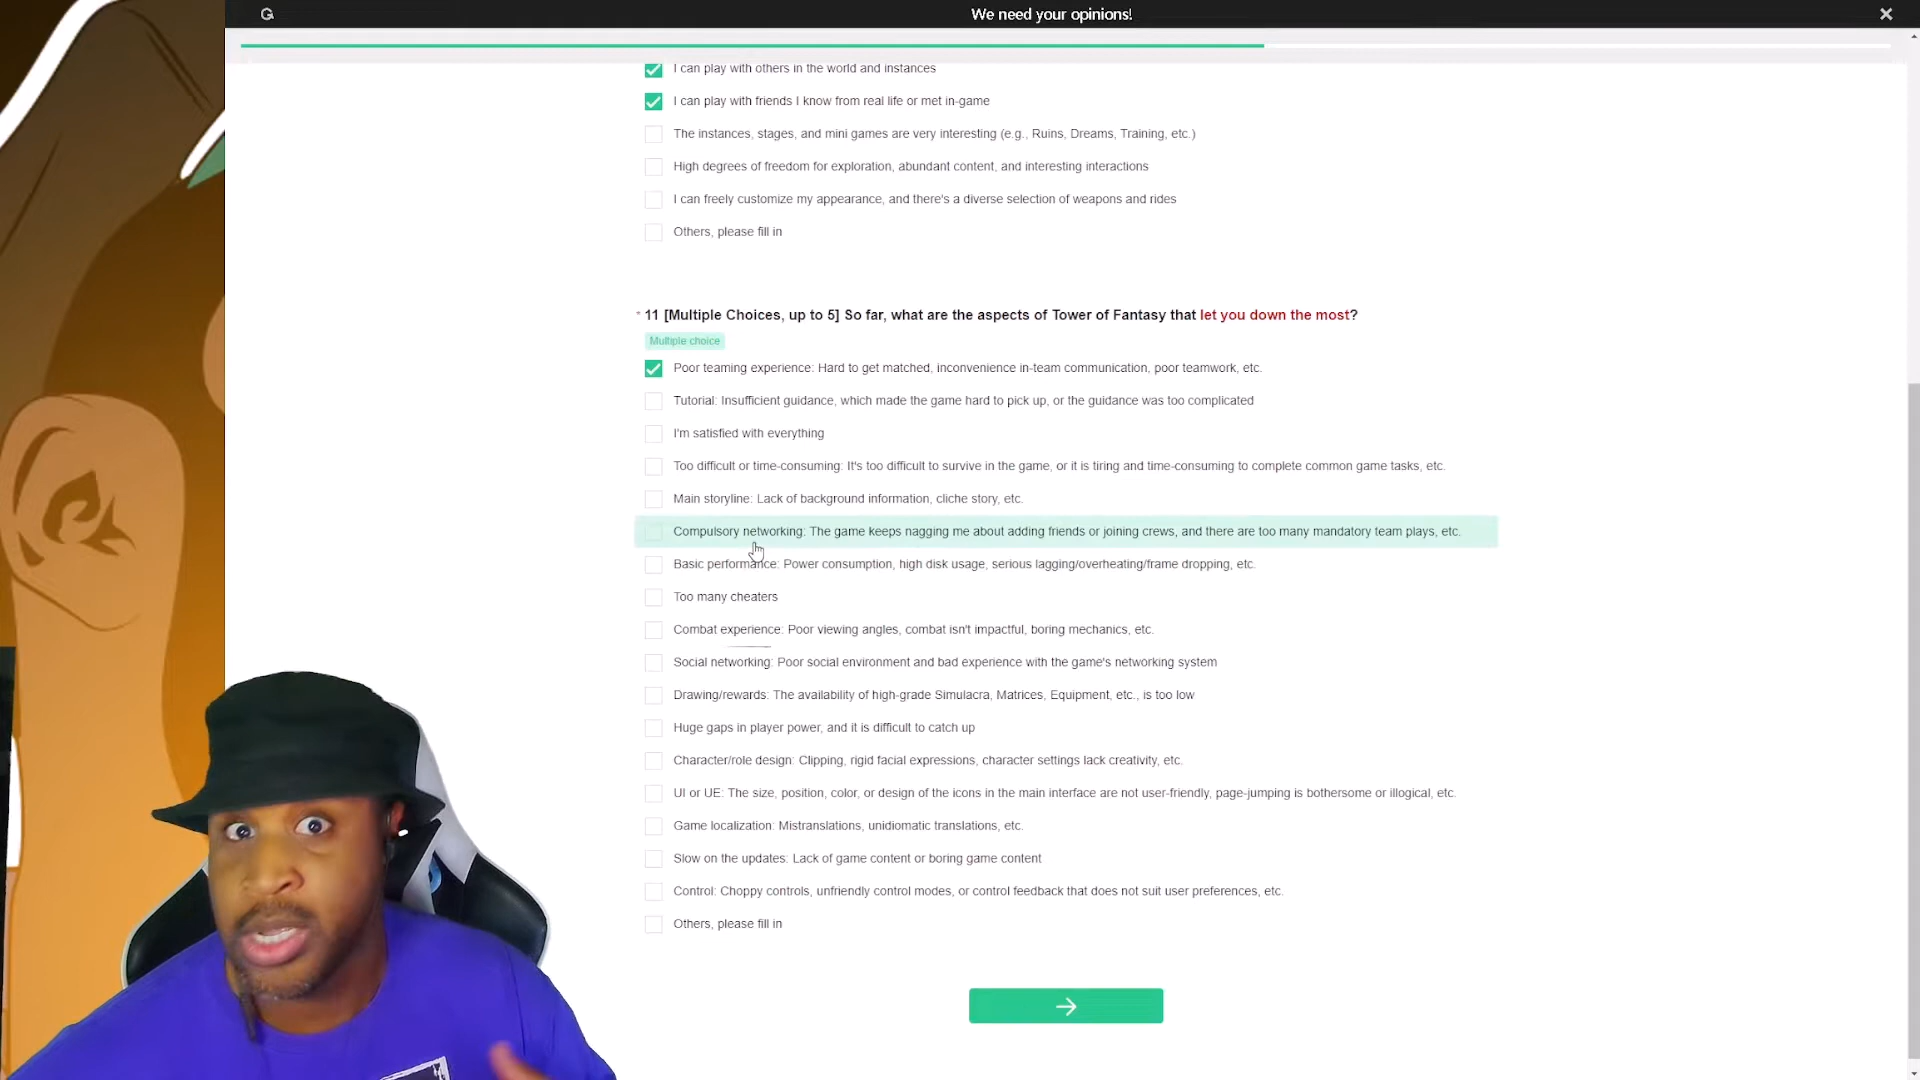 We need your opinions!
I can play with others in the world and instances
I can play with friends I know from real life or met in-game
The instances, stages, and mini games are very interesting (e.g., Ruins, Dreams, Training, etc.)
High degrees of freedom for exploration, abundant content, and interesting interactions
I can freely customize my appearance, and there's a diverse selection of weapons and rides
Others, please fill in
* 11 [Multiple Choices, up to 5] So far, what are the aspects of Tower of Fantasy that let you down the most?
Multiple choice
Poor teaming experience: Hard to get matched, inconvenience in-team communication, poor teamwork, etc.
Tutorial: Insufficient guidance, which made the game hard to pick up, or the guidance was too complicated
I'm satisfied with everything
Too difficult or time-consuming: It's too difficult to survive in the game, or it is tiring and time-consuming to complete common game tasks, etc.
Main storyline: Lack of background information, cliche story, etc.
Compulsory networking: The game keeps nagging me about adding friends or joining crews, and there are too many mandatory team plays, etc.
Basic performance: Power consumption, high disk usage, serious lagging/overheating/frame dropping, etc.
Too many cheaters
Combat experience: Poor viewing angles, combat isn't impactful, boring mechanics, etc.
Social networking: Poor social environment and bad experience with the game's networking system
Drawing/rewards: The availability of high-grade Simulacra, Matrices, Equipment, etc., is too low
Huge gaps in player power, and it is difficult to catch up
Character/role design: Clipping, rigid facial expressions, character settings lack creativity, etc.
UI or UE: The size, position, color, or design of the icons in the main interface are not user-friendly, page-jumping is bothersome or illogical, etc.
Game localization: Mistranslations, unidiomatic translations, etc.
Slow on the updates: Lack of game content or boring game content
Control: Choppy controls, unfriendly control modes, or control feedback that does not suit user preferences, etc.
Others, please fill in